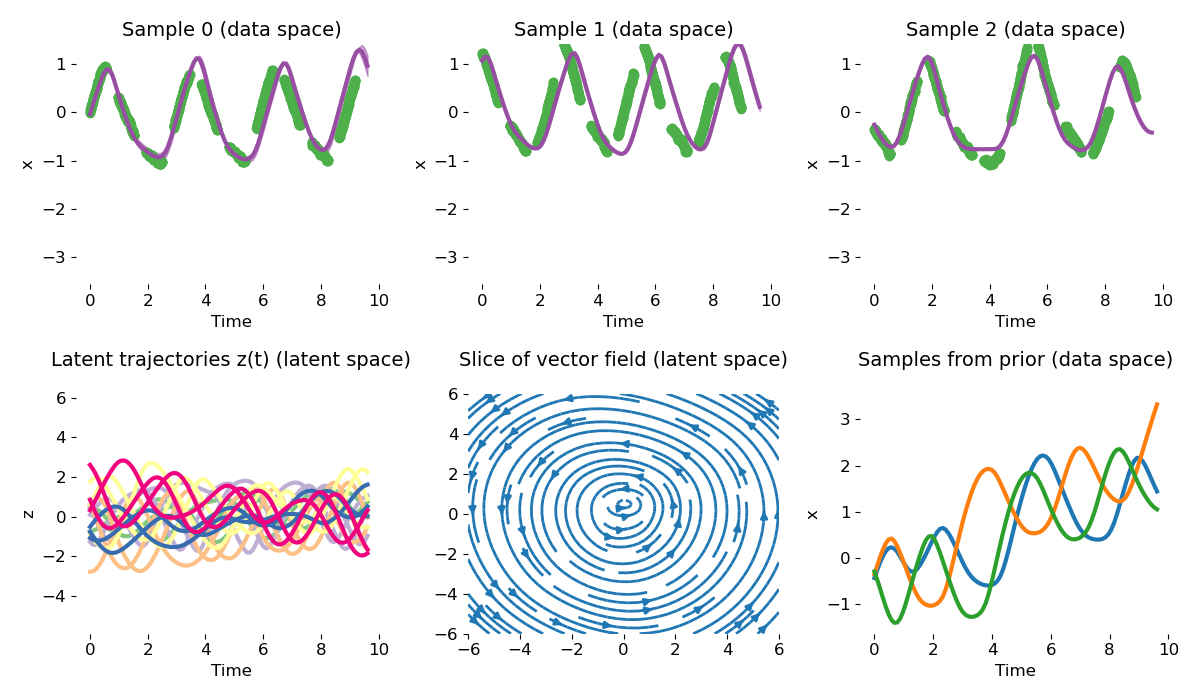 Sample 0 (data space)
Sample 1 (data space)
Sample 2 (data space)
1
0
−1
−2
−3
x
0 2 4 6 8 10
Time
1
0
−1
−2
−3
x
0 2 4 6 8 10
Time
1
0
−1
−2
−3
x
0 2 4 6 8 10
Time
Latent trajectories z(t) (latent space)
Slice of vector field (latent space)
Samples from prior (data space)
6
4
2
0
−2
−4
z
0 2 4 6 8 10
Time
6
4
2
0
−2
−4
−6
−6 −4 −2 0 2 4 6
3
2
1
0
−1
x
0 2 4 6 8 10
Time